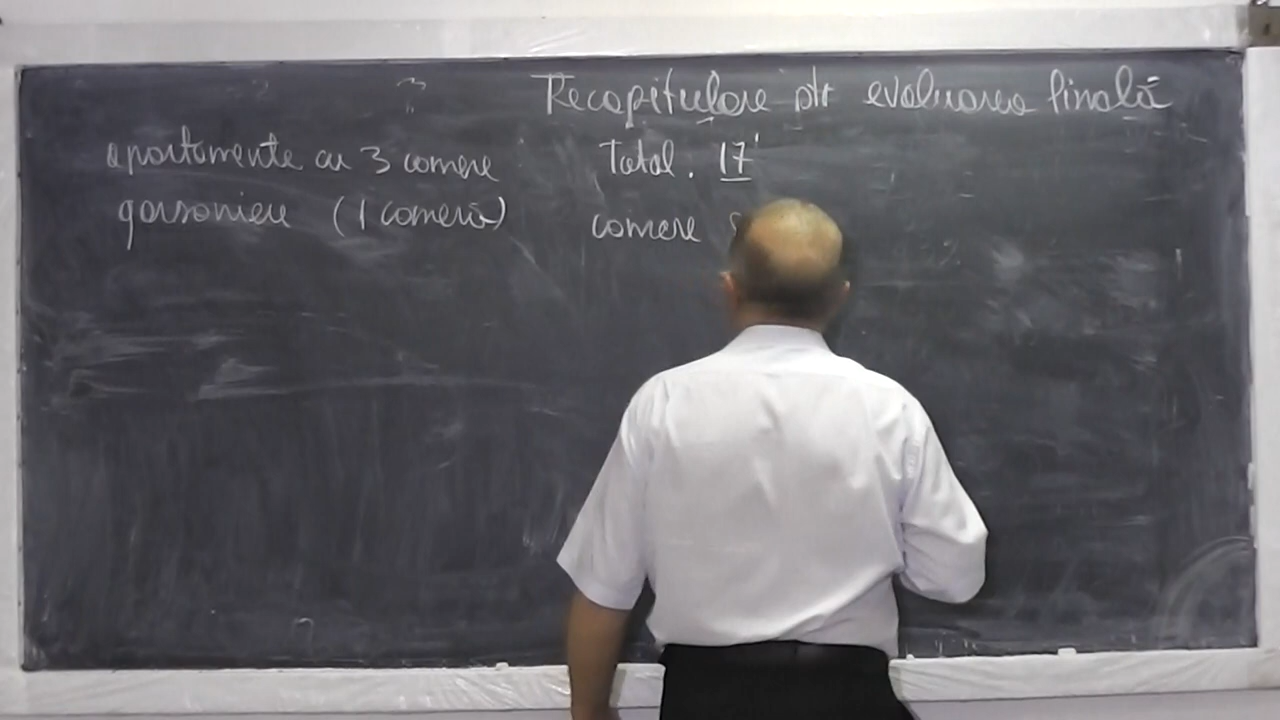 Recapitulare ptr evaluarea finală
apartamente cu 3 camere Total. 17
garsoniere (1 cameră) camere